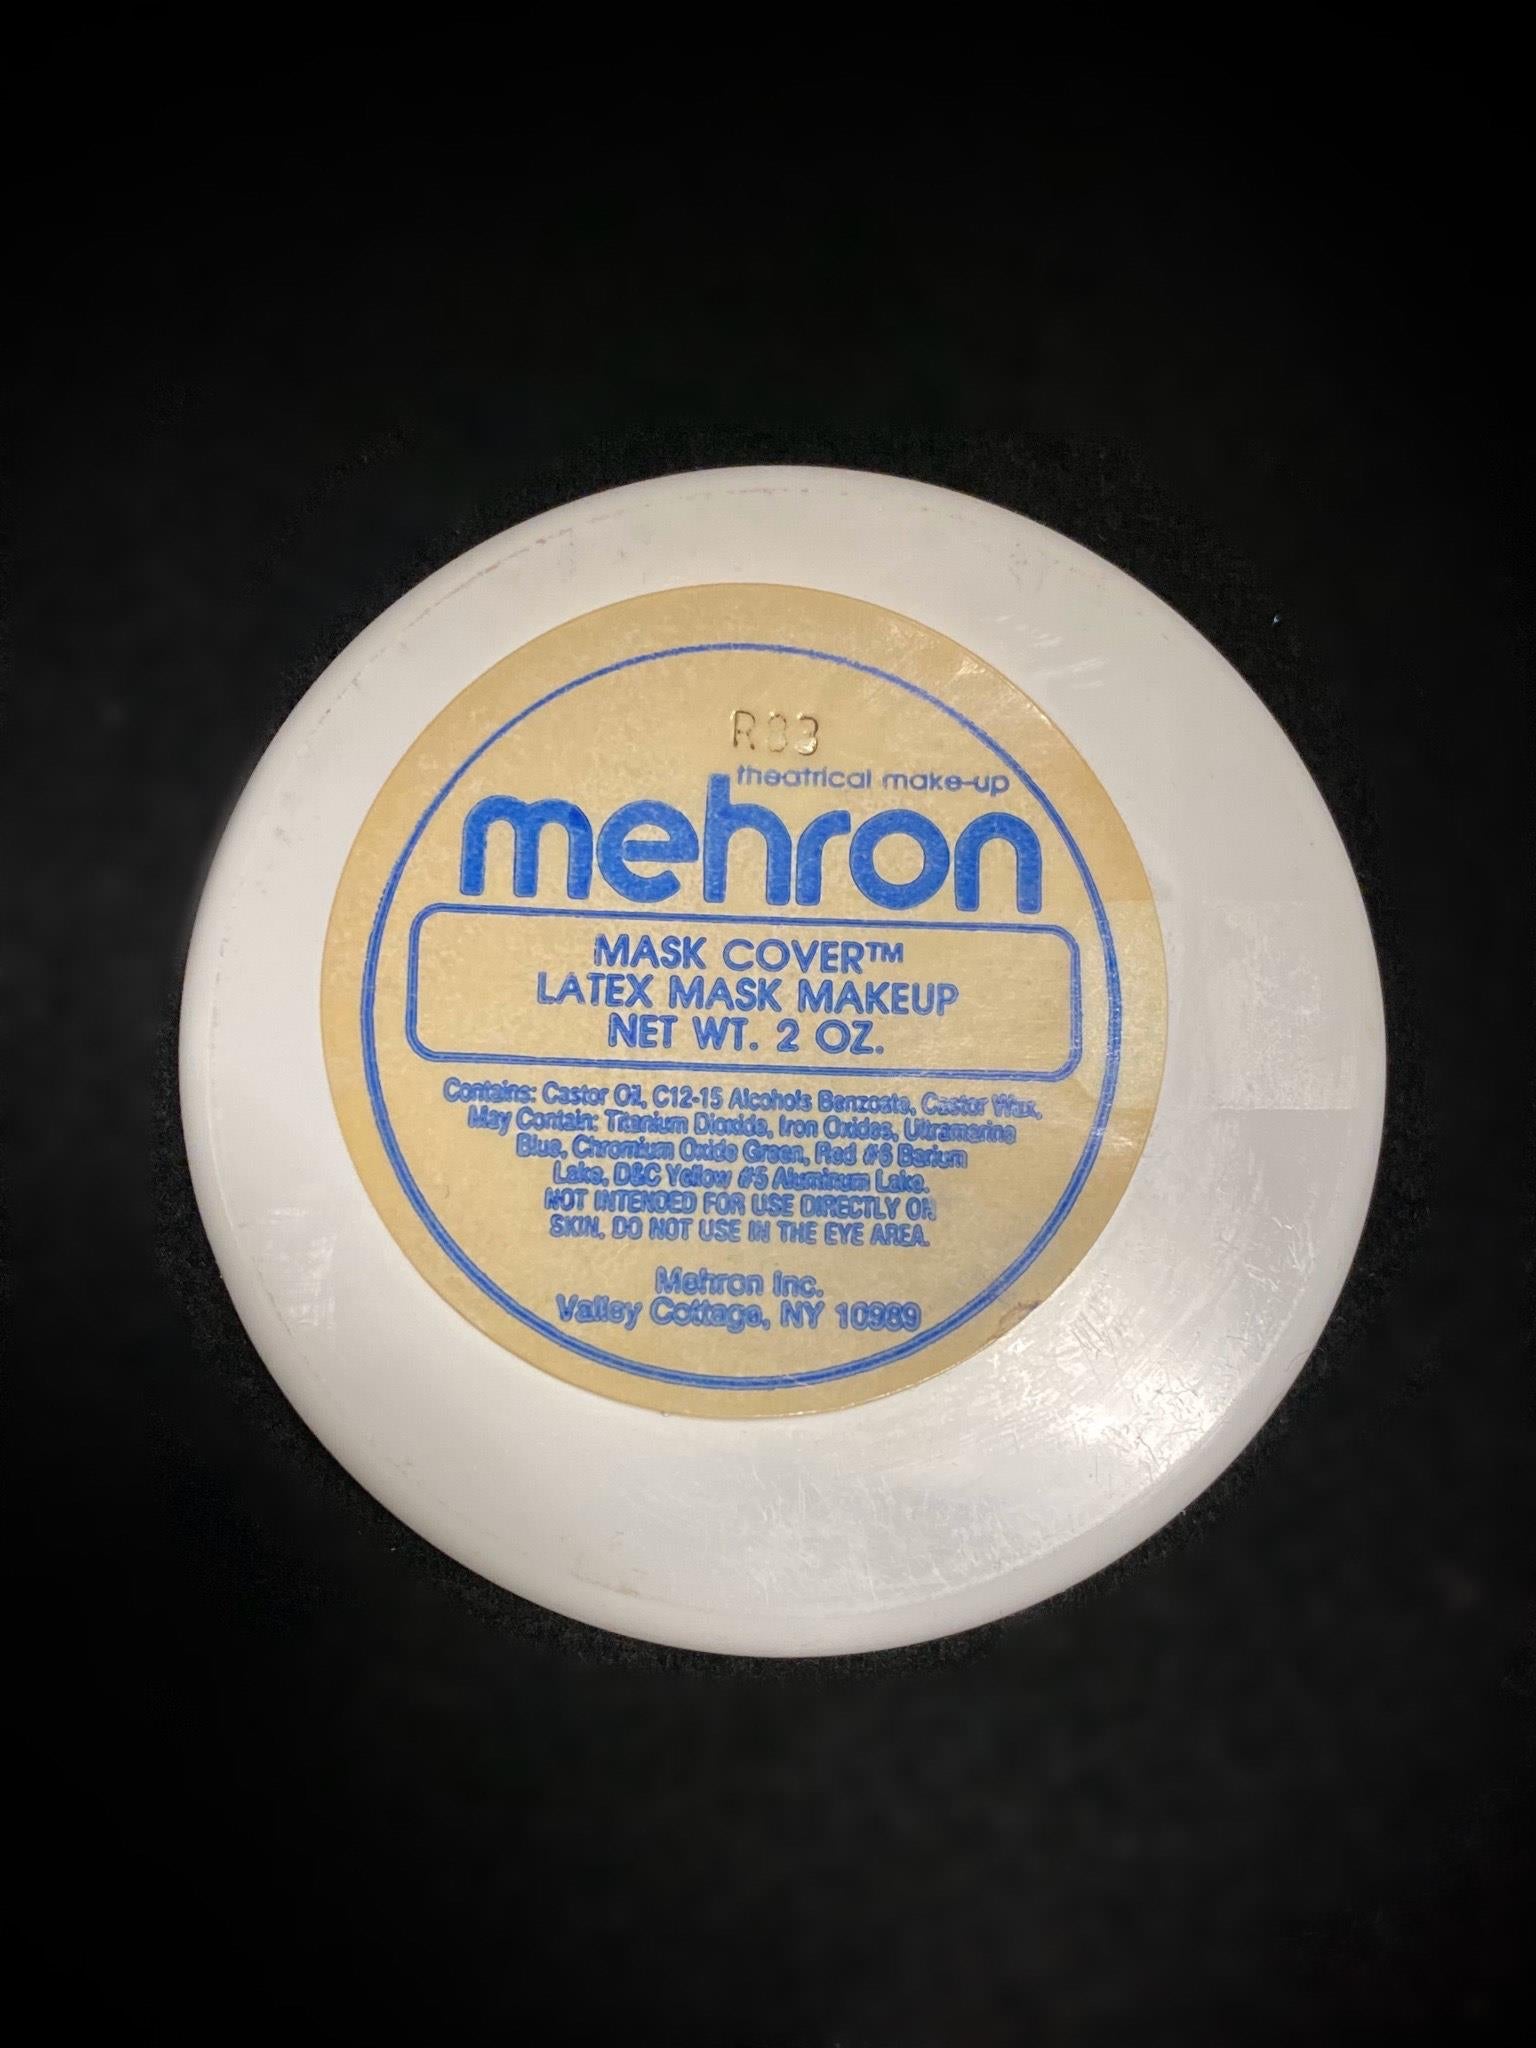 R83
theatrical make-up
mehron
MASK COVER™
LATEX MASK MAKEUP
NET WT. 2 OZ.
Contains: Castor Oil, C12-15 Alcohols Benzoate, Castor Wax,
May Contain: Titanium Dioxide, Iron Oxides, Ultramarine
Blue, Chromium Oxide Green, Red #6 Barium
Lake, D&C Yellow #5 Aluminum Lake.
NOT INTENDED FOR USE DIRECTLY ON
SKIN. DO NOT USE IN THE EYE AREA.
Mehron Inc.
Valley Cottage, NY 10989